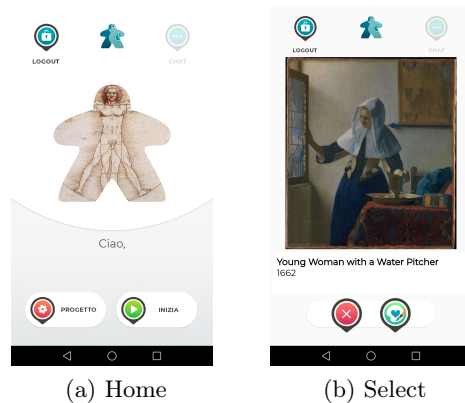 LOGOUT
CHAT
Ciao,
PROGETTO
INIZIA
(a) Home
LOGOUT
CHAT
Young Woman with a Water Pitcher
1662
(b) Select